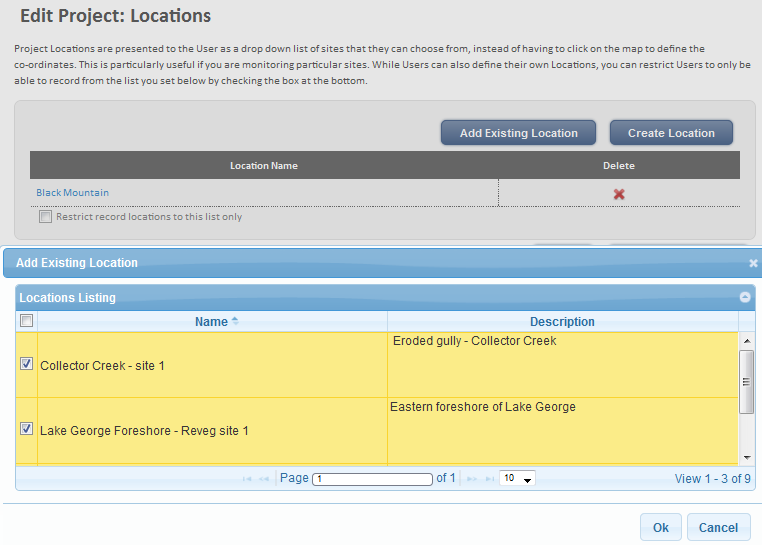 Edit Project: Locations
Project Locations are presented to the User as a drop down list of sites that they can choose from, instead of having to click on the map to define the
co-ordinates. This is particularly useful if you are monitoring particular sites. While Users can also define their own Locations, you can restrict Users to only be
able to record from the list you set below by checking the box at the bottom.
Add Existing Location Create Location
Location Name Delete
Black Mountain
Restrict record locations to this list only
Add Existing Location
Locations Listing
Name Description
Collector Creek - site 1 Eroded gully - Collector Creek
Lake George Foreshore - Reveg site 1 Eastern foreshore of Lake George
Page 1 of 1 10 View 1 - 3 of 9
Ok Cancel